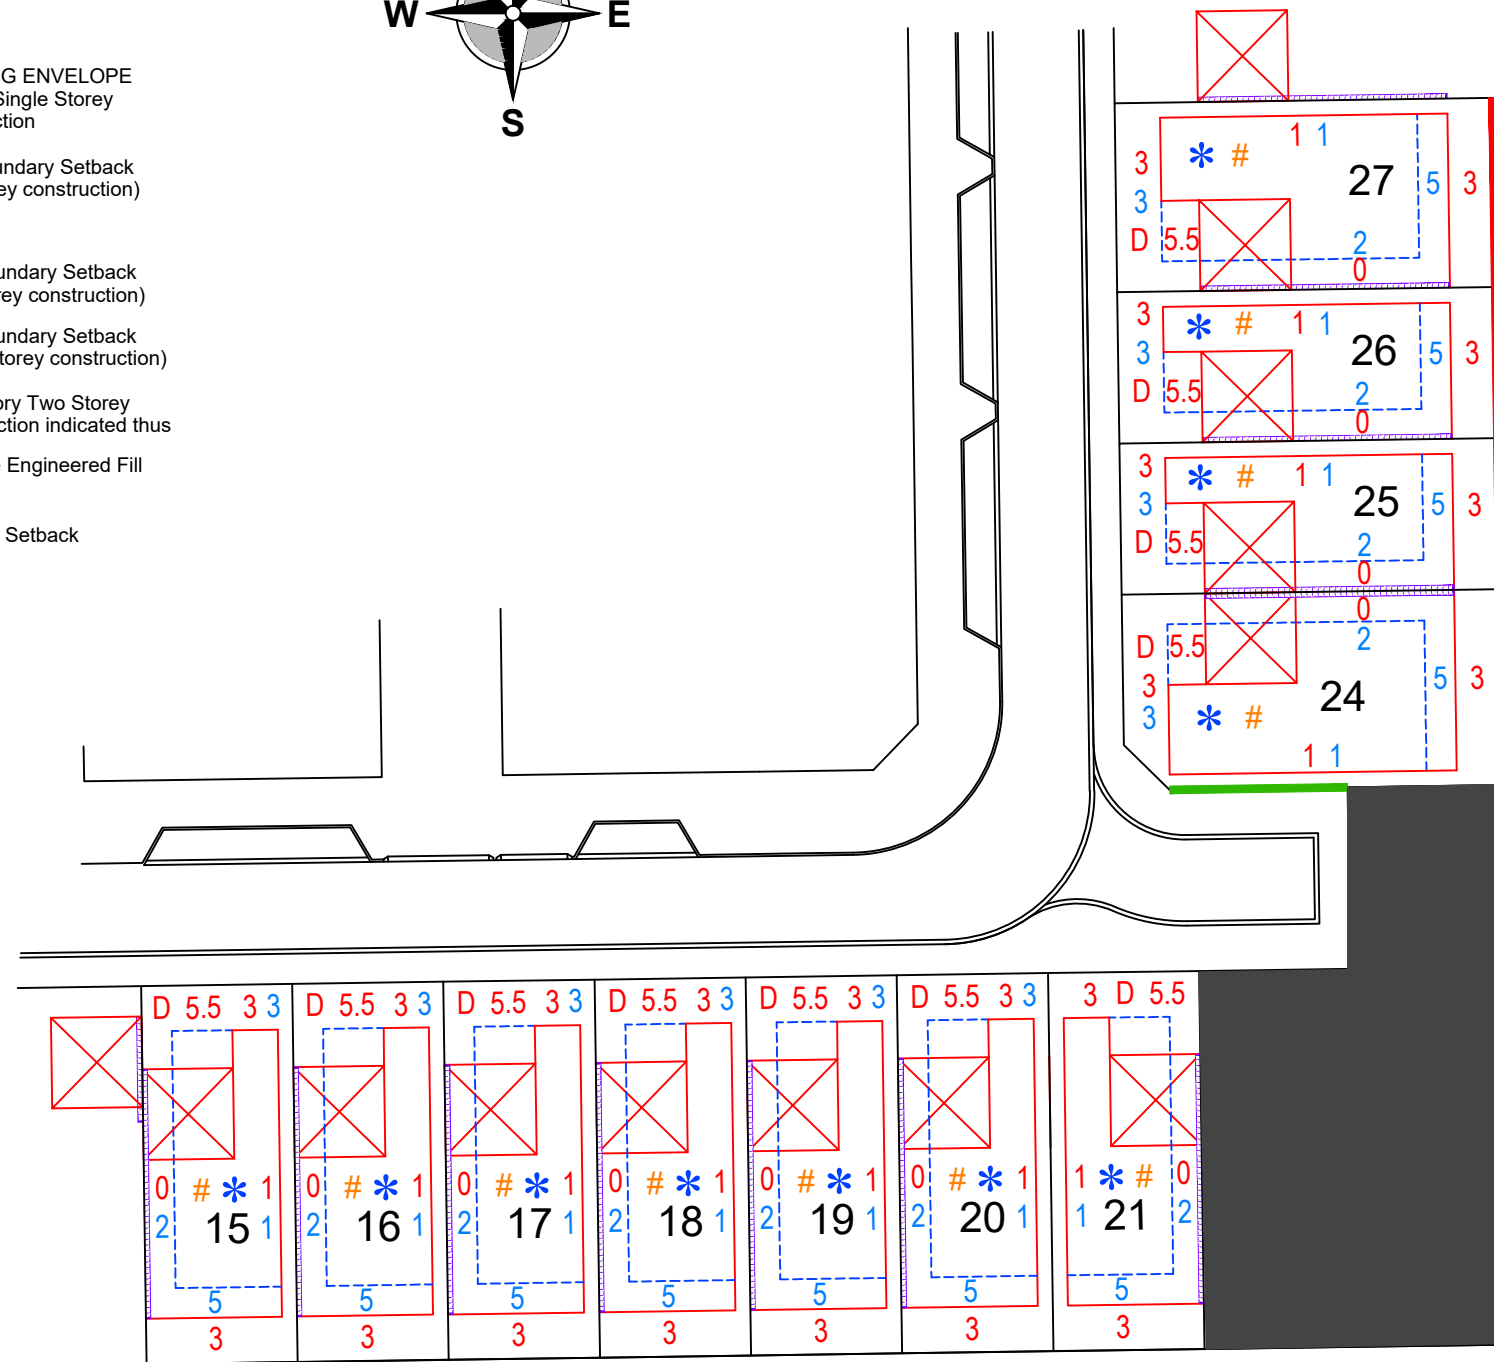 W E
S
G ENVELOPE
Single Storey
ction
undary Setback
ey construction)
undary Setback
rey construction)
undary Setback
storey construction)
ory Two Storey
ction indicated thus
Engineered Fill
Setback
3 * # 1 1
27 5 3
3
D 5.5
2
0
3 * # 1 1
3 26 5 3
D 5.5 2
0
3 * # 1 1
3 25 5 3
D 5.5 2
0
0
D 5.5 2
3 24 5 3
3 * #
1 1
D 5.5 3 3 D 5.5 3 3 D 5.5 3 3 D 5.5 3 3 D 5.5 3 3 D 5.5 3 3 3 D 5.5
0 # * 1 0 # * 1 0 # * 1 0 # * 1 0 # * 1 0 # * 1 1 * # 0
2 15 1 2 16 1 2 17 1 2 18 1 2 19 1 2 20 1 1 21 2
5 5 5 5 5 5 5
3 3 3 3 3 3 3